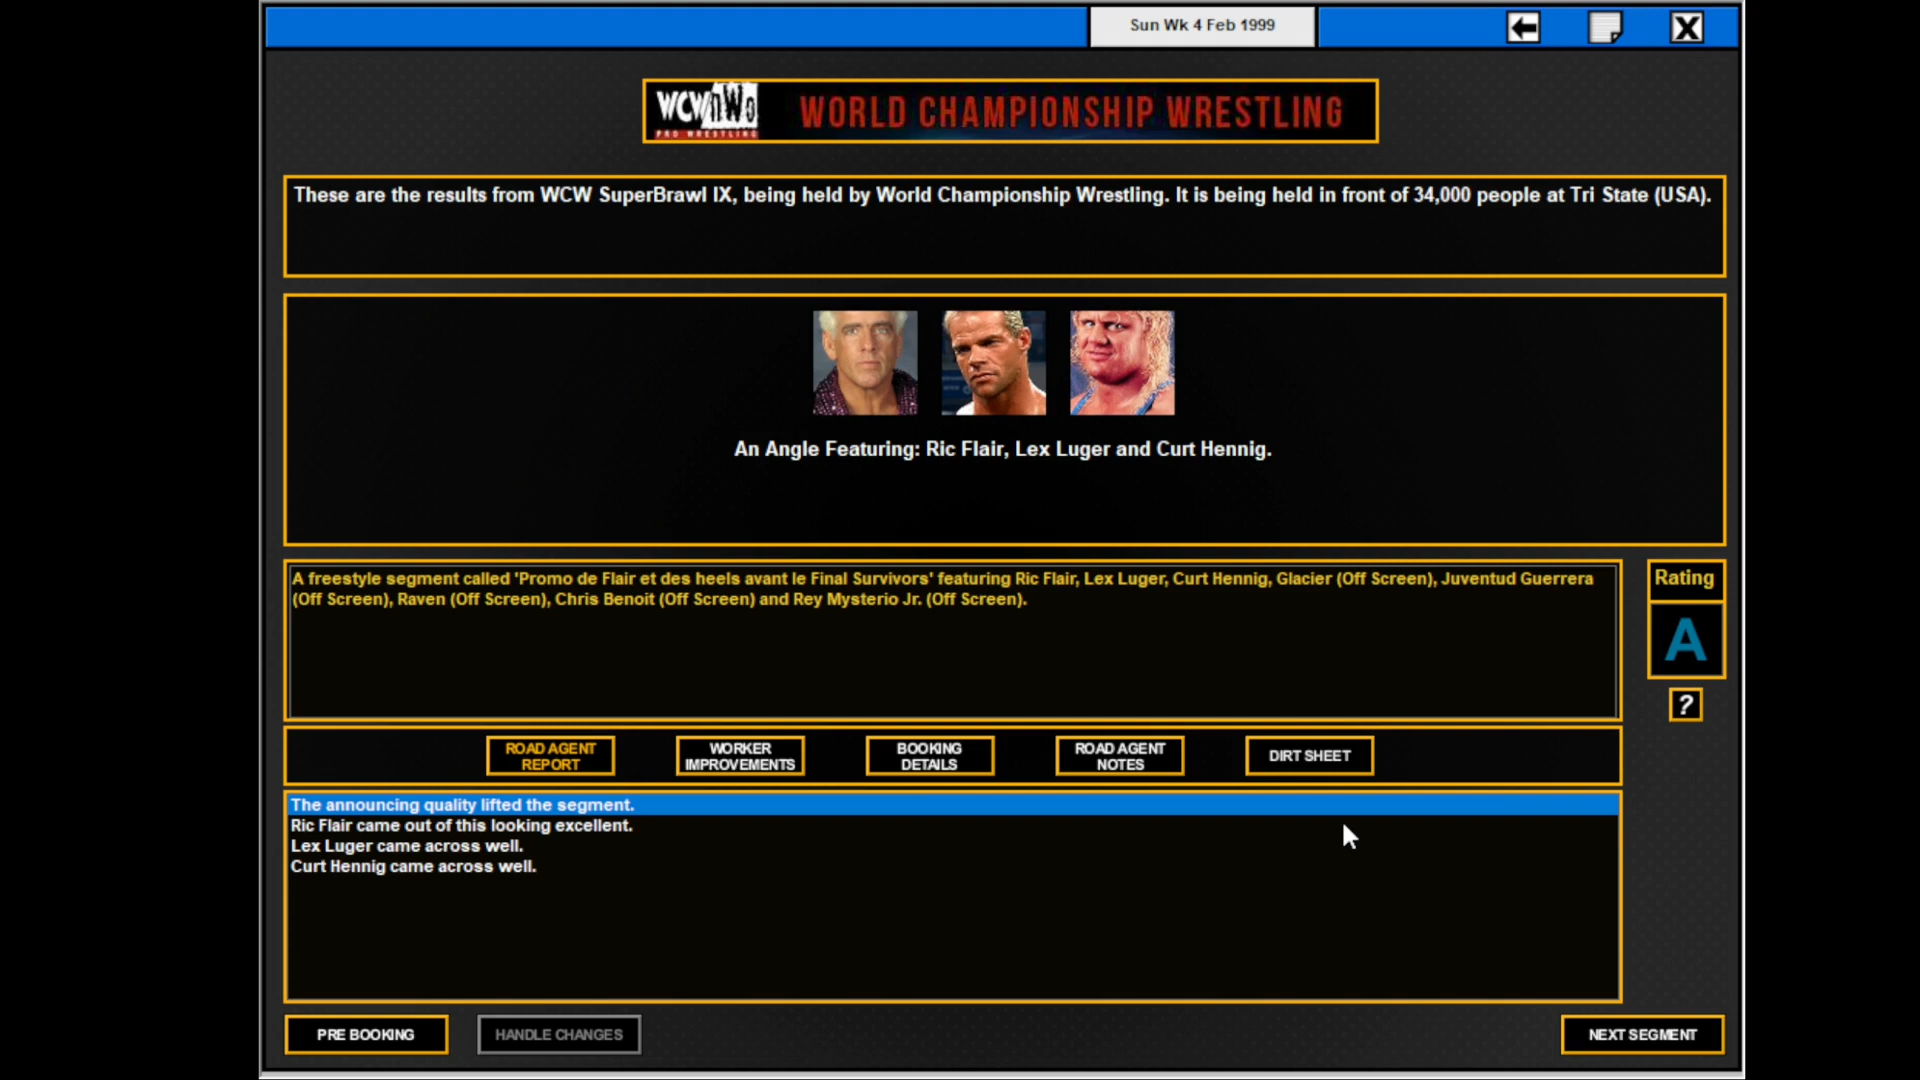 Sun Wk 4 Feb 1999
WCW/nWo
PRO WRESTLING
WORLD CHAMPIONSHIP WRESTLING
These are the results from WCW SuperBrawl IX, being held by World Championship Wrestling. It is being held in front of 34,000 people at Tri State (USA).
An Angle Featuring: Ric Flair, Lex Luger and Curt Hennig.
A freestyle segment called 'Promo de Flair et des heels avant le Final Survivors' featuring Ric Flair, Lex Luger, Curt Hennig, Glacier (Off Screen), Juventud Guerrera
(Off Screen), Raven (Off Screen), Chris Benoit (Off Screen) and Rey Mysterio Jr. (Off Screen).
Rating
A
?
ROAD AGENT
REPORT
WORKER
IMPROVEMENTS
BOOKING
DETAILS
ROAD AGENT
NOTES
DIRT SHEET
The announcing quality lifted the segment.
Ric Flair came out of this looking excellent.
Lex Luger came across well.
Curt Hennig came across well.
PRE BOOKING
HANDLE CHANGES
NEXT SEGMENT